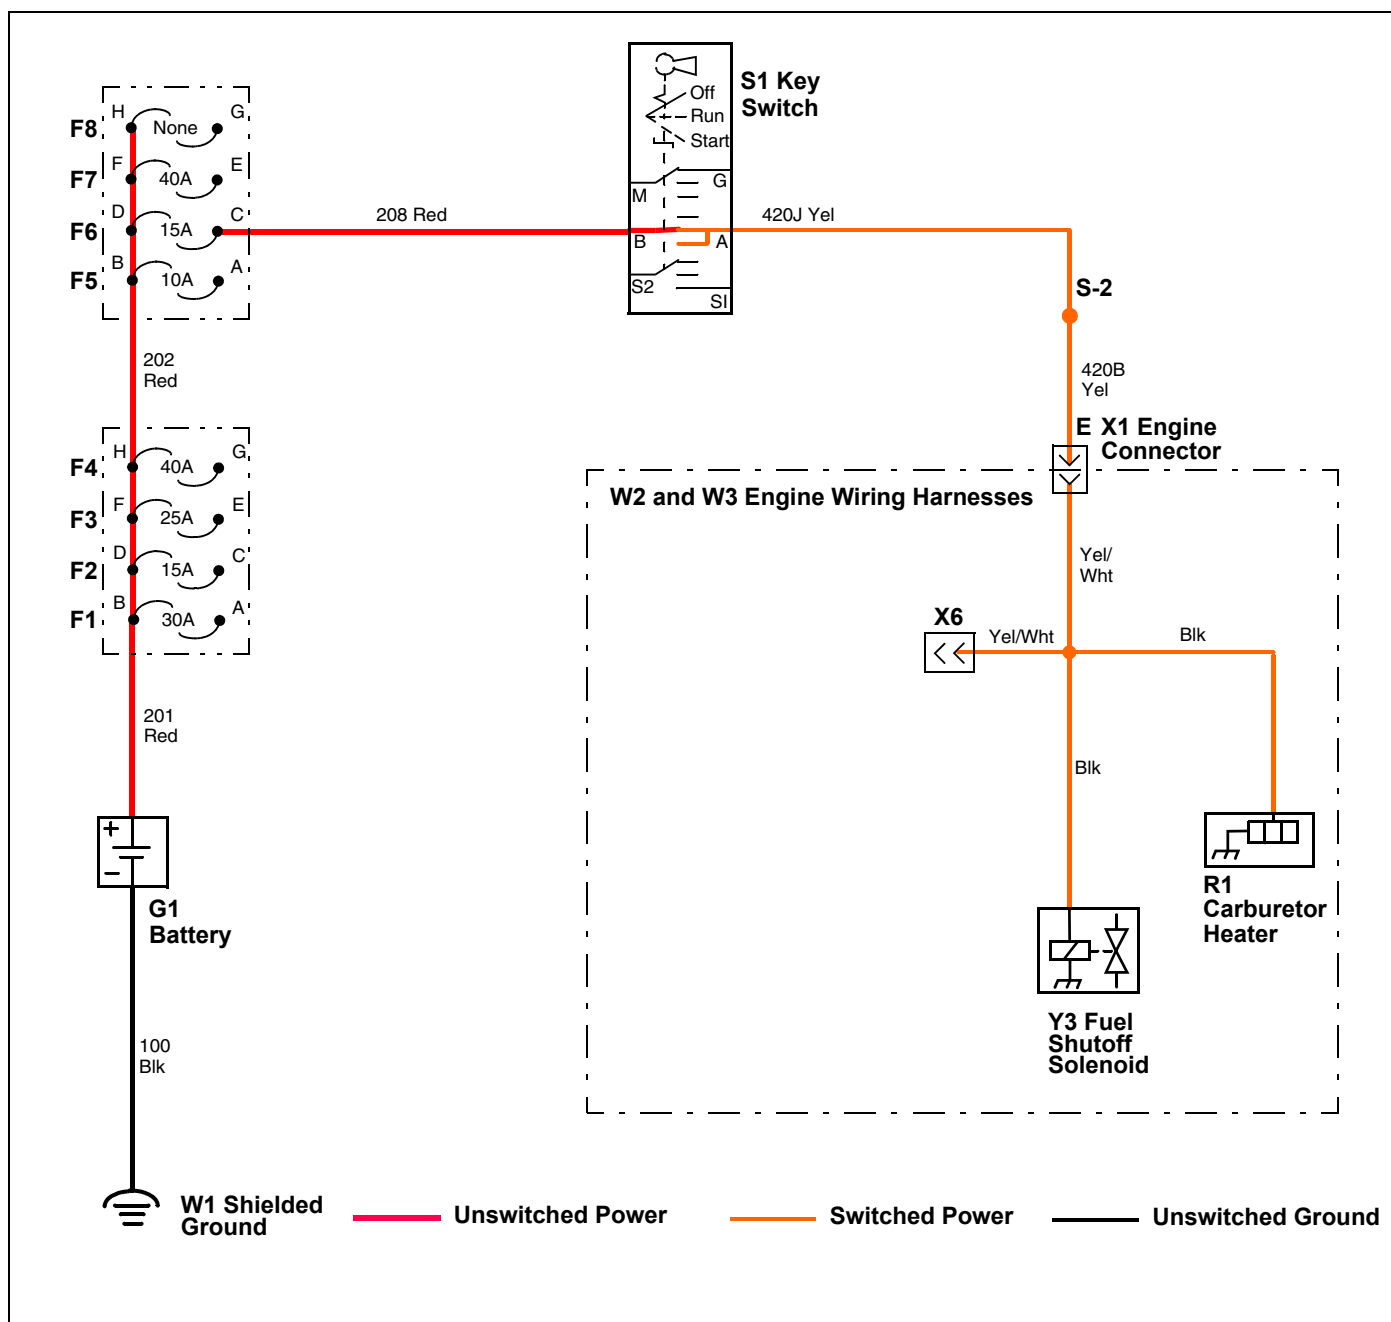 S1 Key
Switch
Off
Run
Start
M
G
B
A
S2
SI
F8
H
None
G
F7
F
40A
E
F6
D
15A
C
F5
B
10A
A
208 Red
420J Yel
S-2
202
Red
420B
Yel
E
X1 Engine
Connector
F4
H
40A
G
F3
F
25A
E
F2
D
15A
C
F1
B
30A
A
W2 and W3 Engine Wiring Harnesses
Yel/
Wht
X6
Yel/Wht
Blk
201
Red
Blk
+
−
G1
Battery
R1
Carburetor
Heater
Y3 Fuel
Shutoff
Solenoid
100
Blk
W1 Shielded
Ground
Unswitched Power
Switched Power
Unswitched Ground